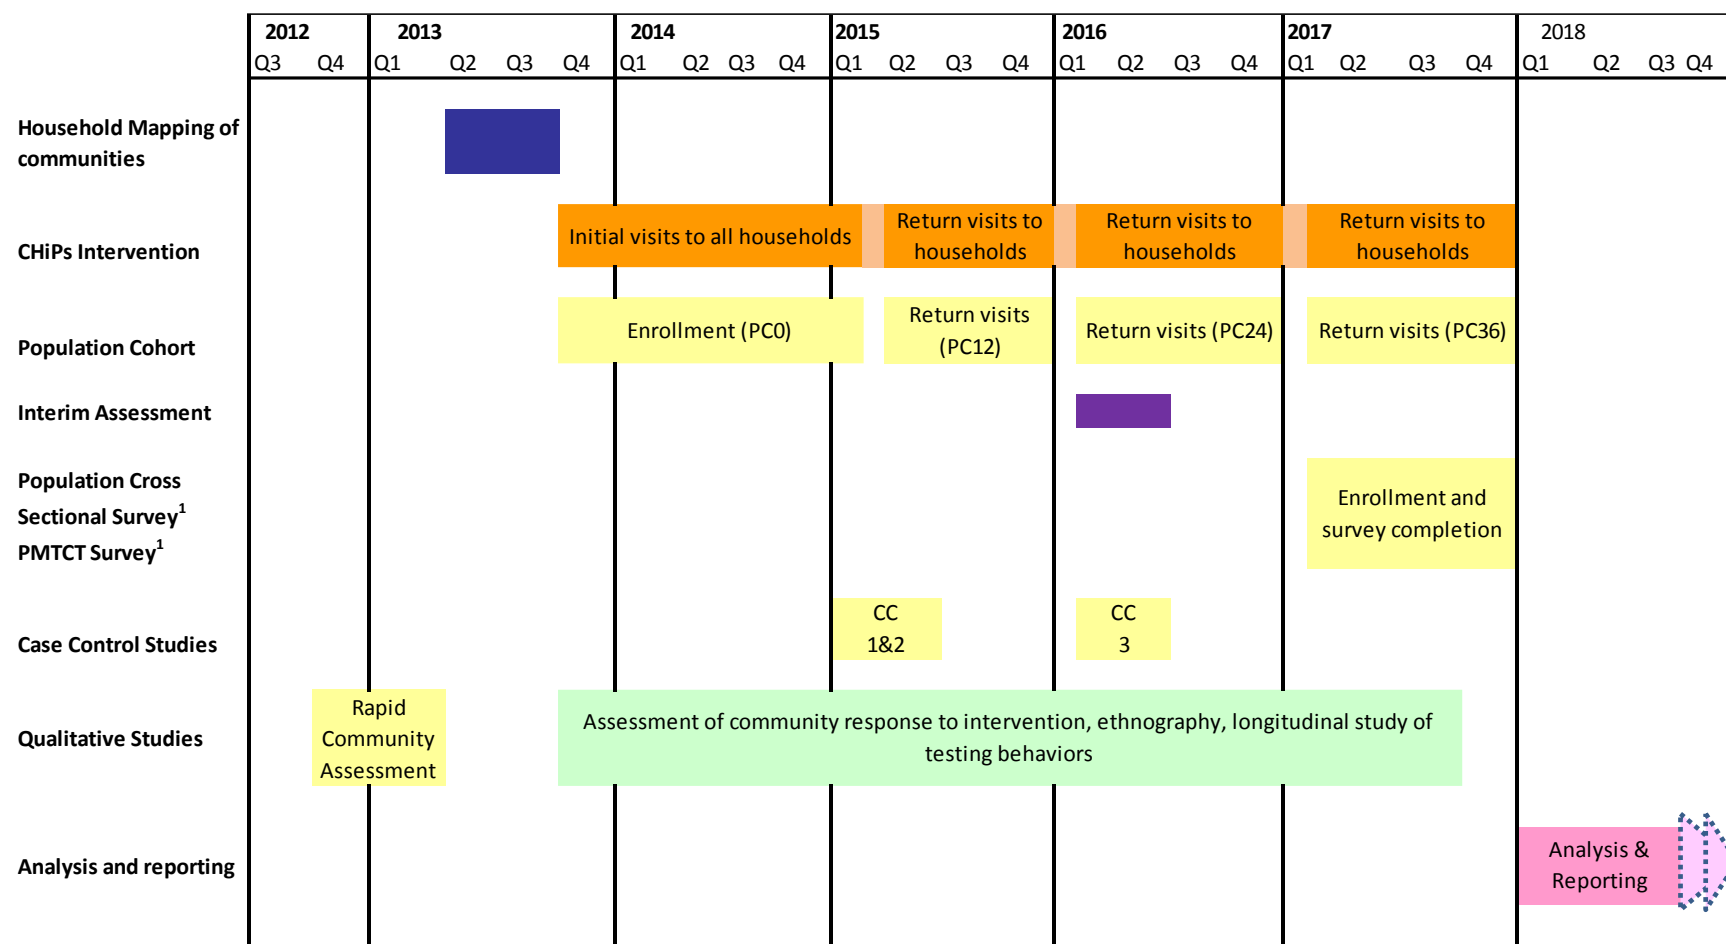 2012 2013 2014 2015 2016 2017 2018
Q3 Q4 Q1 Q2 Q3 Q4 Q1 Q2 Q3 Q4 Q1 Q2 Q3 Q4 Q1 Q2 Q3 Q4 Q1 Q2 Q3 Q4 Q1 Q2 Q3 Q4
Household Mapping of
communities
CHiPs Intervention
Initial visits to all households
Return visits to
households
Return visits to
households
Return visits to
households
Population Cohort
Enrollment (PC0)
Return visits
(PC12)
Return visits (PC24)
Return visits (PC36)
Interim Assessment
Population Cross
Sectional Survey¹
PMTCT Survey¹
Enrollment and
survey completion
Case Control Studies
CC
1&2
CC
3
Qualitative Studies
Rapid
Community
Assessment
Assessment of community response to intervention, ethnography, longitudinal study of
testing behaviors
Analysis and reporting
Analysis &
Reporting